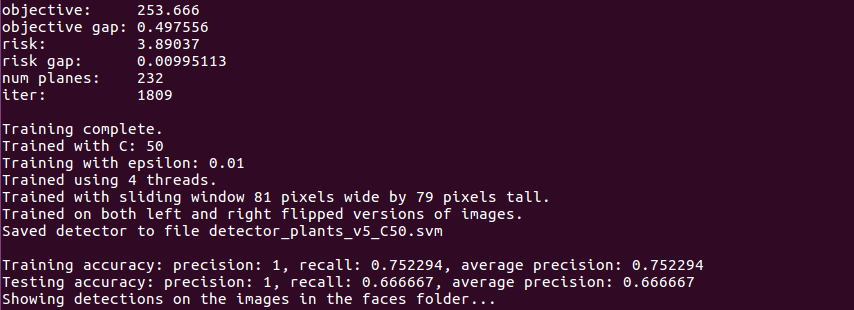 objective:     253.666
objective gap: 0.497556
risk:          3.89037
risk gap:      0.00995113
num planes:    232
iter:          1809

Training complete.
Trained with C: 50
Training with epsilon: 0.01
Trained using 4 threads.
Trained with sliding window 81 pixels wide by 79 pixels tall.
Trained on both left and right flipped versions of images.
Saved detector to file detector_plants_v5_C50.svm

Training accuracy: precision: 1, recall: 0.752294, average precision: 0.752294
Testing accuracy: precision: 1, recall: 0.666667, average precision: 0.666667
Showing detections on the images in the faces folder...